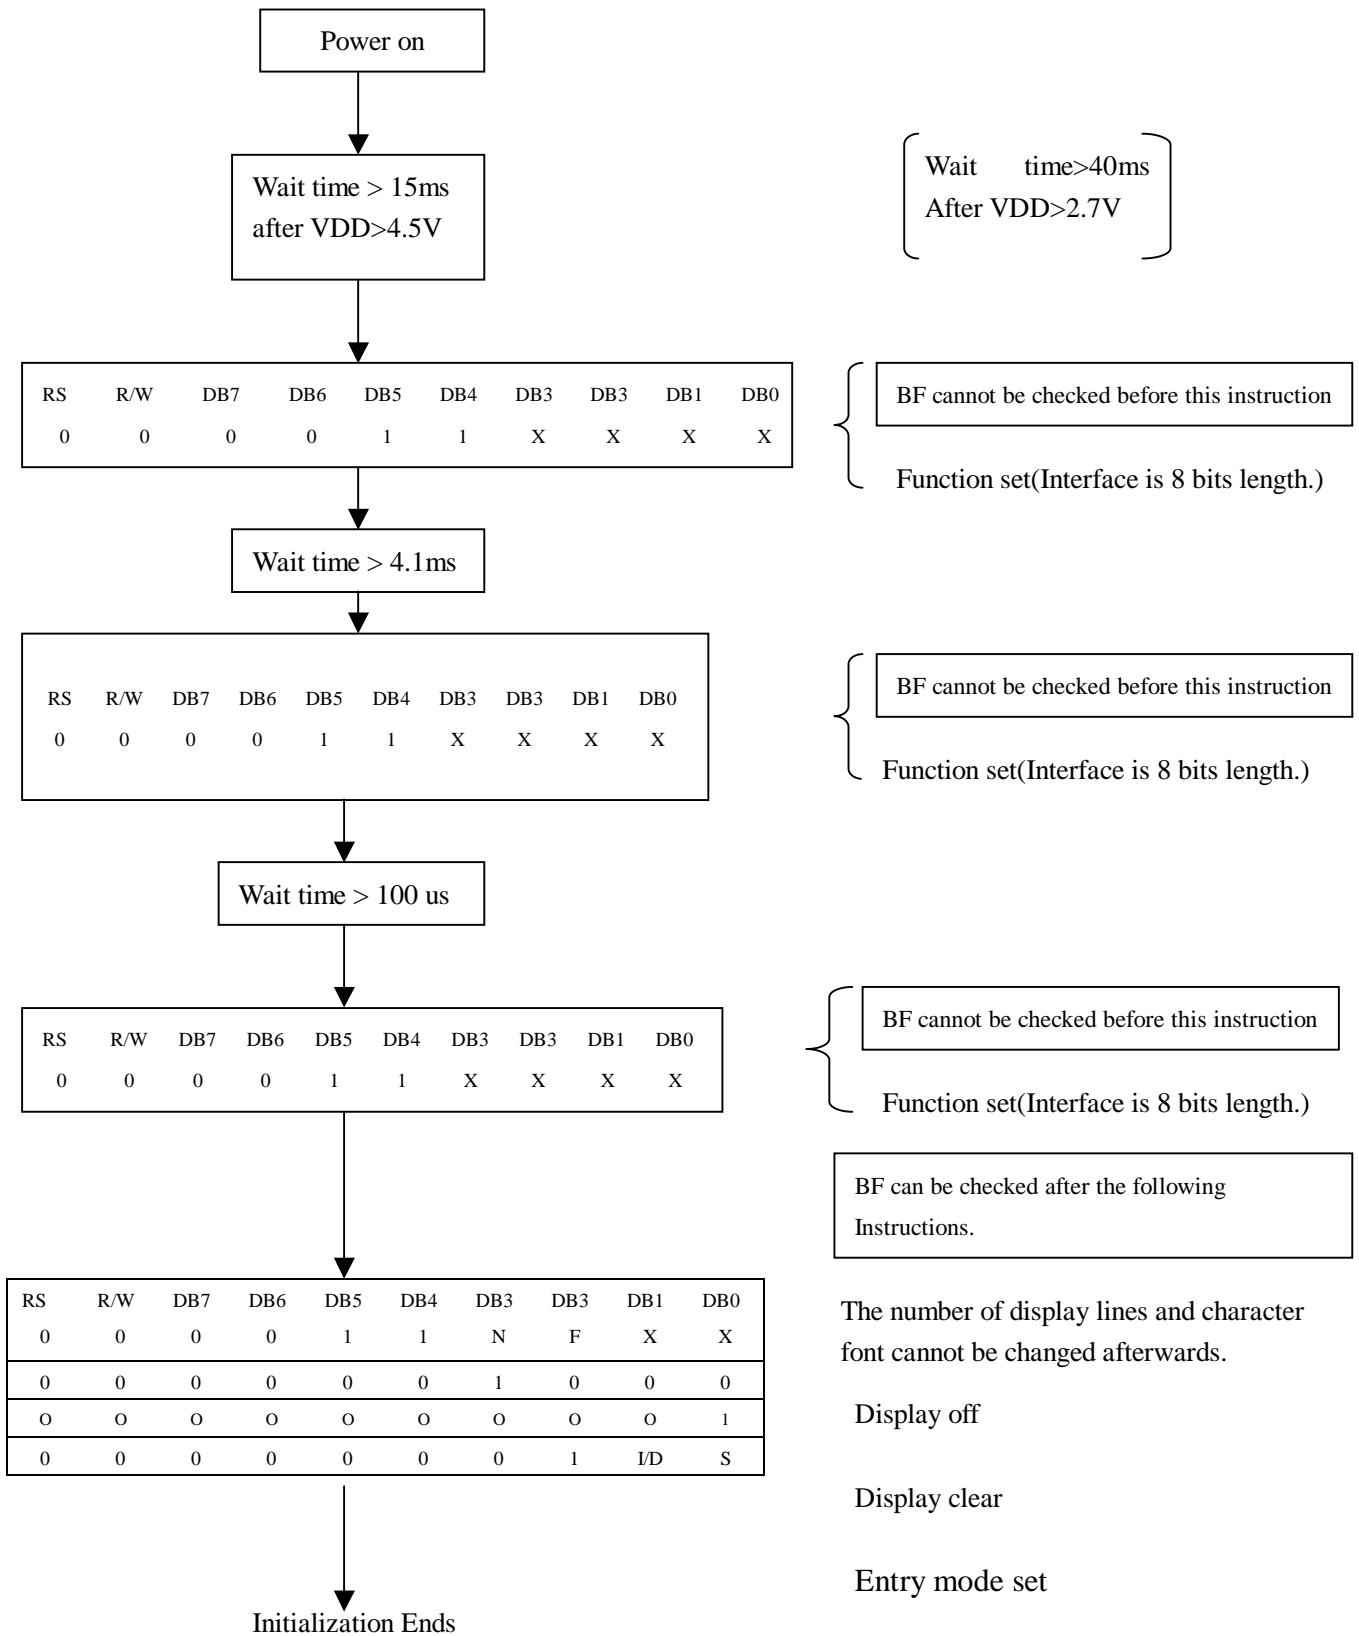 Power on
Wait time > 15ms
after VDD>4.5V
Wait time>40ms
After VDD>2.7V
RS R/W DB7 DB6 DB5 DB4 DB3 DB3 DB1 DB0
0 0 0 0 1 1 X X X X
BF cannot be checked before this instruction
Function set(Interface is 8 bits length.)
Wait time > 4.1ms
RS R/W DB7 DB6 DB5 DB4 DB3 DB3 DB1 DB0
0 0 0 0 1 1 X X X X
BF cannot be checked before this instruction
Function set(Interface is 8 bits length.)
Wait time > 100 us
RS R/W DB7 DB6 DB5 DB4 DB3 DB3 DB1 DB0
0 0 0 0 1 1 X X X X
BF cannot be checked before this instruction
Function set(Interface is 8 bits length.)
BF can be checked after the following
Instructions.
RS R/W DB7 DB6 DB5 DB4 DB3 DB3 DB1 DB0
0 0 0 0 1 1 N F X X
0 0 0 0 0 0 1 0 0 0
O O O O O O O O O 1
0 0 0 0 0 0 0 1 I/D S
The number of display lines and character
font cannot be changed afterwards.
Display off
Display clear
Entry mode set
Initialization Ends